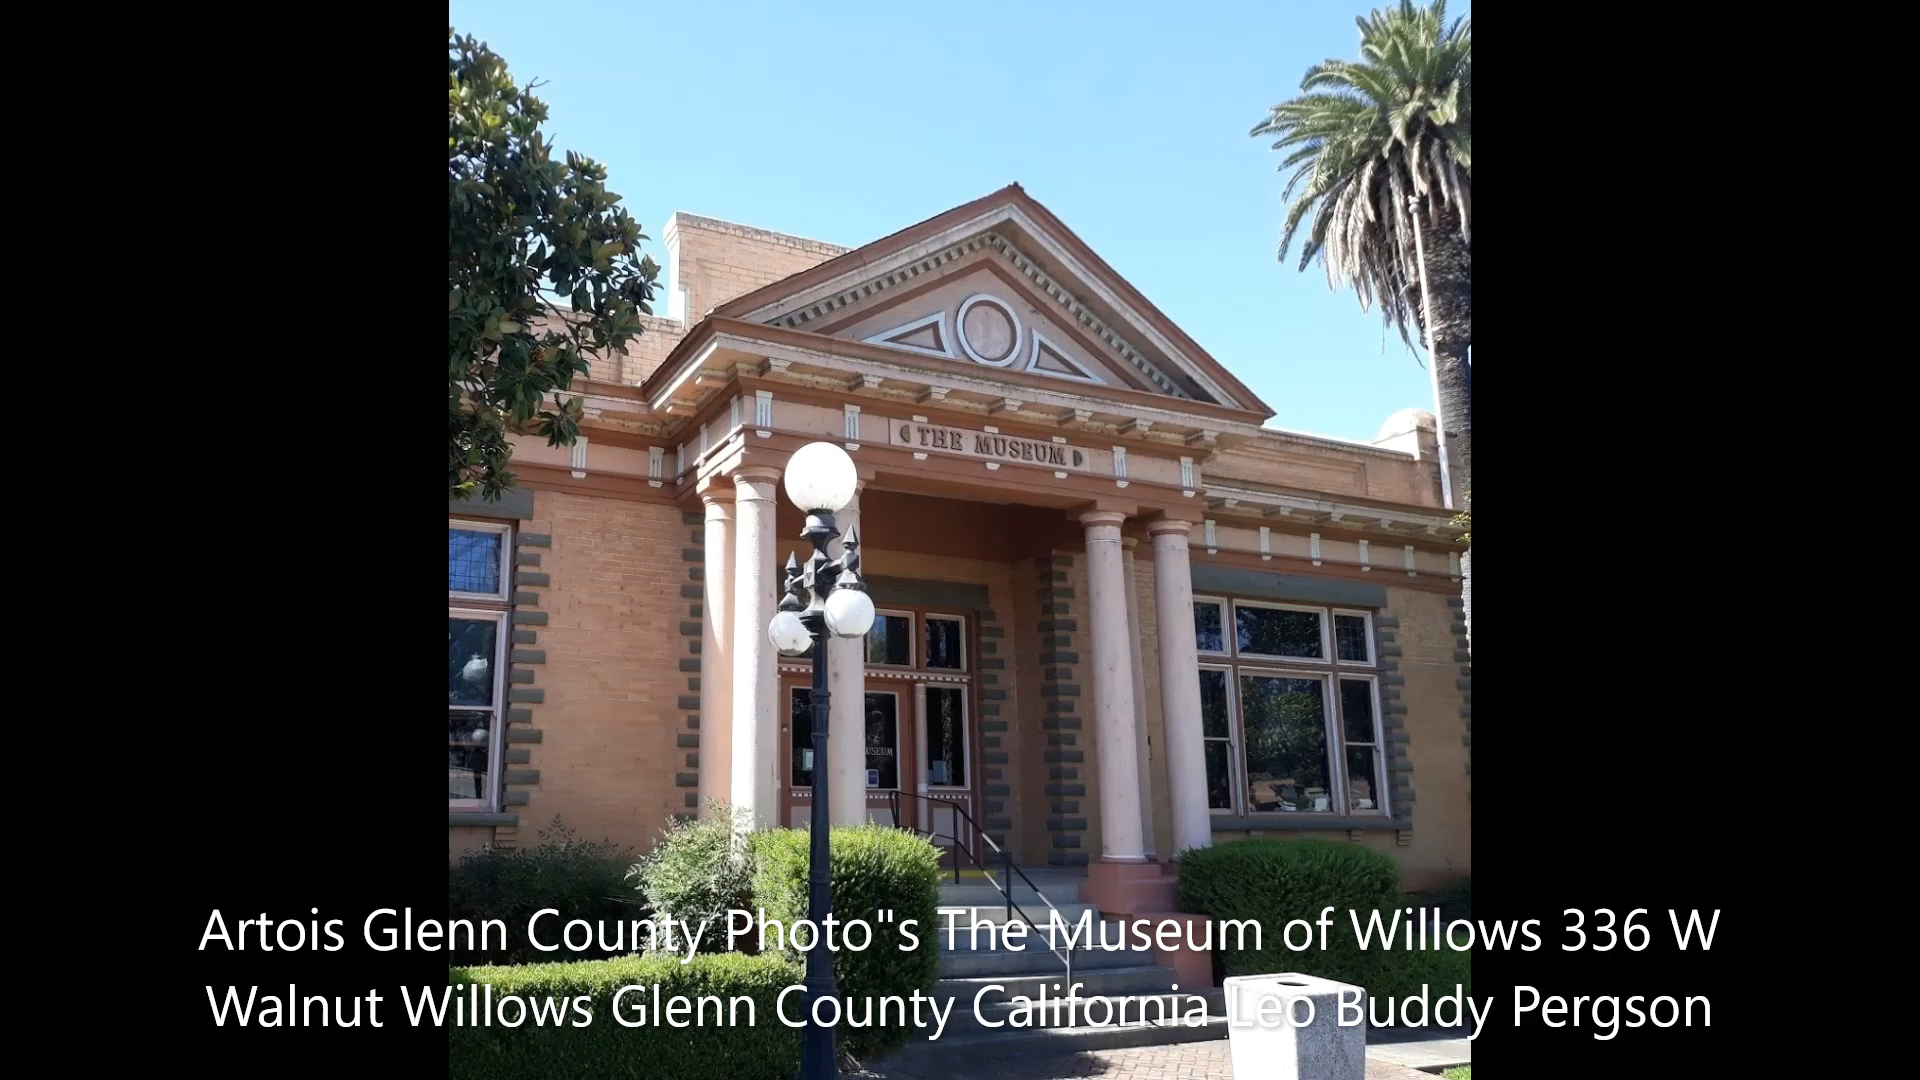 THE MUSEUM
USEUM
Artois Glenn County Photo"s The Museum of Willows 336 W
Walnut Willows Glenn County California Leo Buddy Pergson